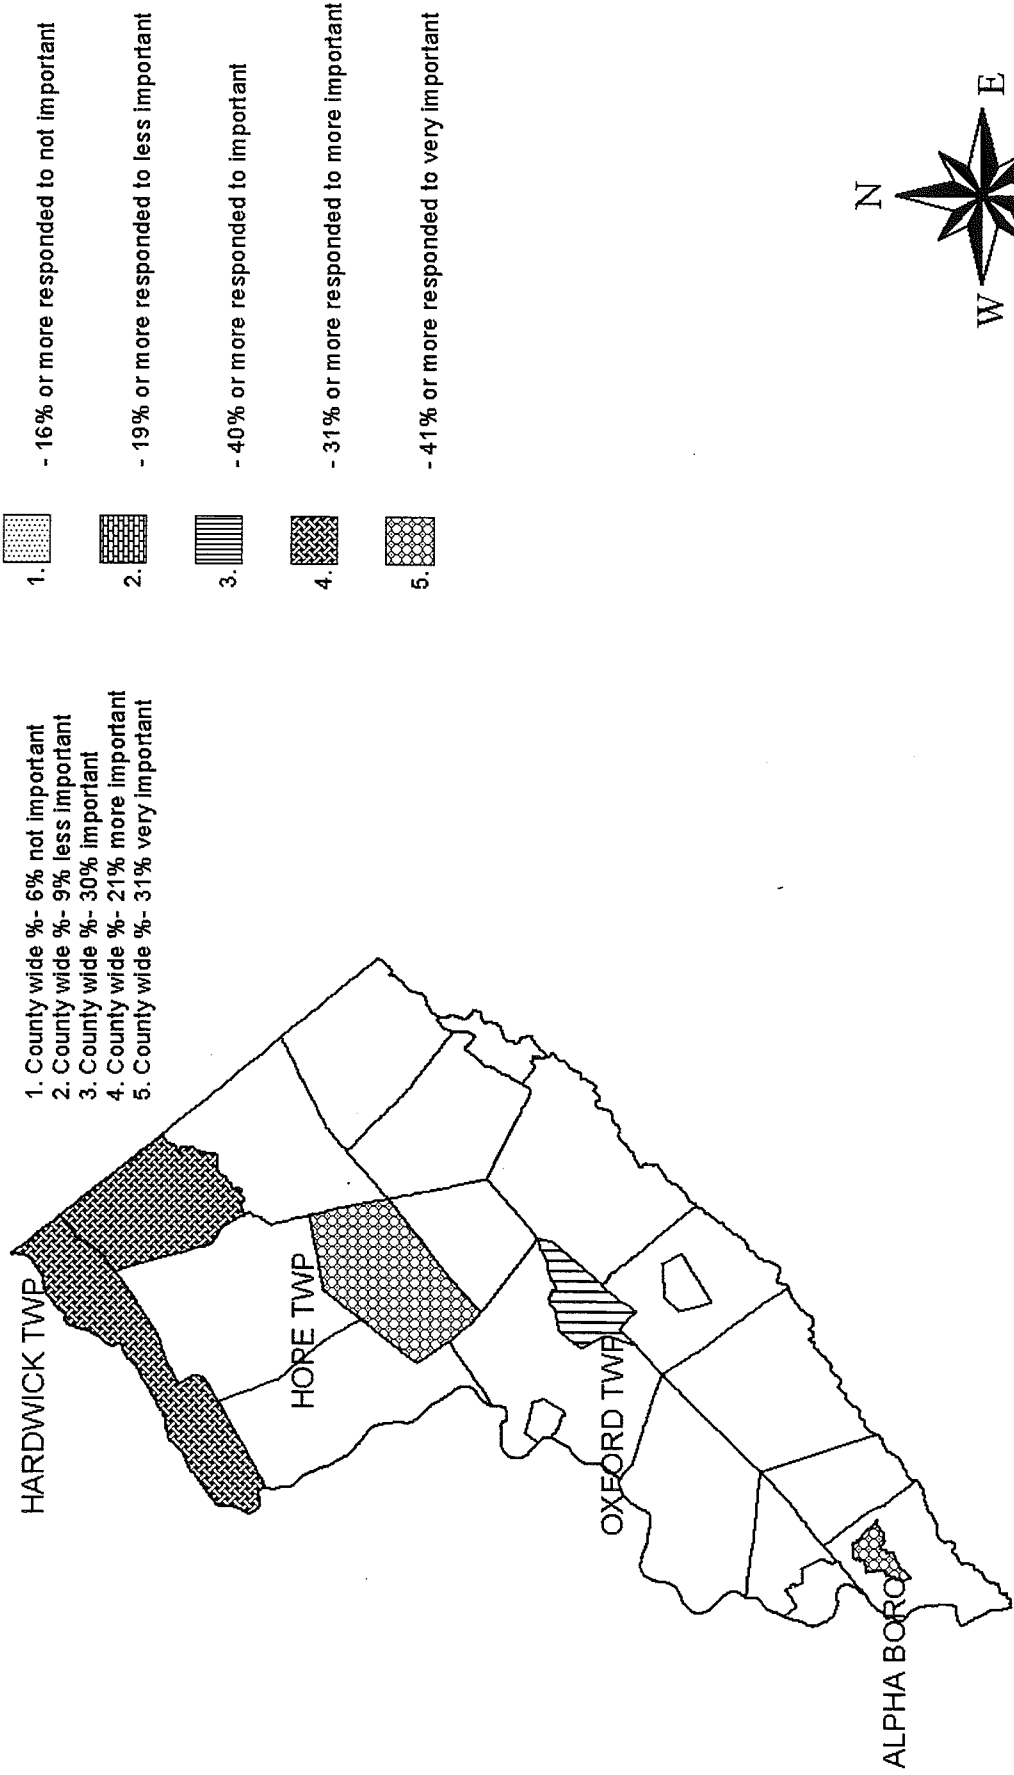 1. County wide %- 6% not important
2. County wide %- 9% less important
3. County wide %- 30% important
4. County wide %- 21% more important
5. County wide %- 31% very important
1. - 16% or more responded to not important
2. - 19% or more responded to less important
3. - 40% or more responded to important
4. - 31% or more responded to more important
5. - 41% or more responded to very important
HARDWICK TWP
HOPE TWP
OXFORD TWP
ALPHA BORO
N
W
E